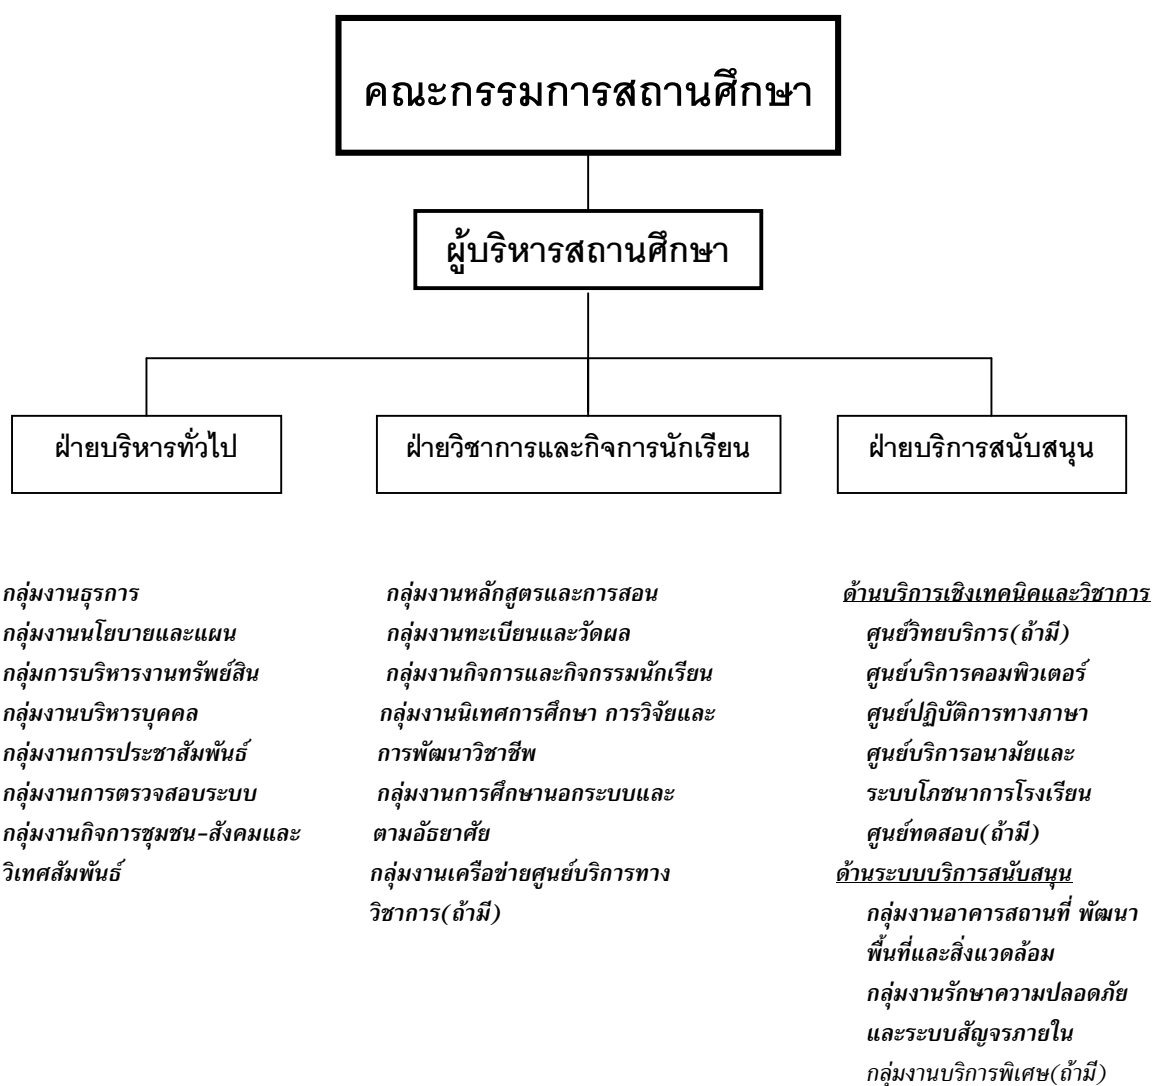 คณะกรรมการสถานศึกษา
ผู้บริหารสถานศึกษา
ฝ่ายบริหารทั่วไป
ฝ่ายวิชาการและกิจการนักเรียน
ฝ่ายบริการสนับสนุน
กลุ่มงานธุรการ
กลุ่มงานนโยบายและแผน
กลุ่มการบริหารงานทรัพย์สิน
กลุ่มงานบริหารบุคคล
กลุ่มงานการประชาสัมพันธ์
กลุ่มงานการตรวจสอบระบบ
กลุ่มงานกิจการชุมชน-สังคมและ
วิเทศสัมพันธ์
กลุ่มงานหลักสูตรและการสอน
กลุ่มงานทะเบียนและวัดผล
กลุ่มงานกิจการและกิจกรรมนักเรียน
กลุ่มงานนิเทศการศึกษา การวิจัยและ
การพัฒนาวิชาชีพ
กลุ่มงานการศึกษานอกระบบและ
ตามอัธยาศัย
กลุ่มงานเครือข่ายศูนย์บริการทาง
วิชาการ(ถ้ามี)
ด้านบริการเชิงเทคนิคและวิชาการ
ศูนย์วิทยบริการ(ถ้ามี)
ศูนย์บริการคอมพิวเตอร์
ศูนย์ปฏิบัติการทางภาษา
ศูนย์บริการอนามัยและ
ระบบโภชนาการโรงเรียน
ศูนย์ทดสอบ(ถ้ามี)
ด้านระบบบริการสนับสนุน
กลุ่มงานอาคารสถานที่ พัฒนา
พื้นที่และสิ่งแวดล้อม
กลุ่มงานรักษาความปลอดภัย
และระบบสัญจรภายใน
กลุ่มงานบริการพิเศษ(ถ้ามี)